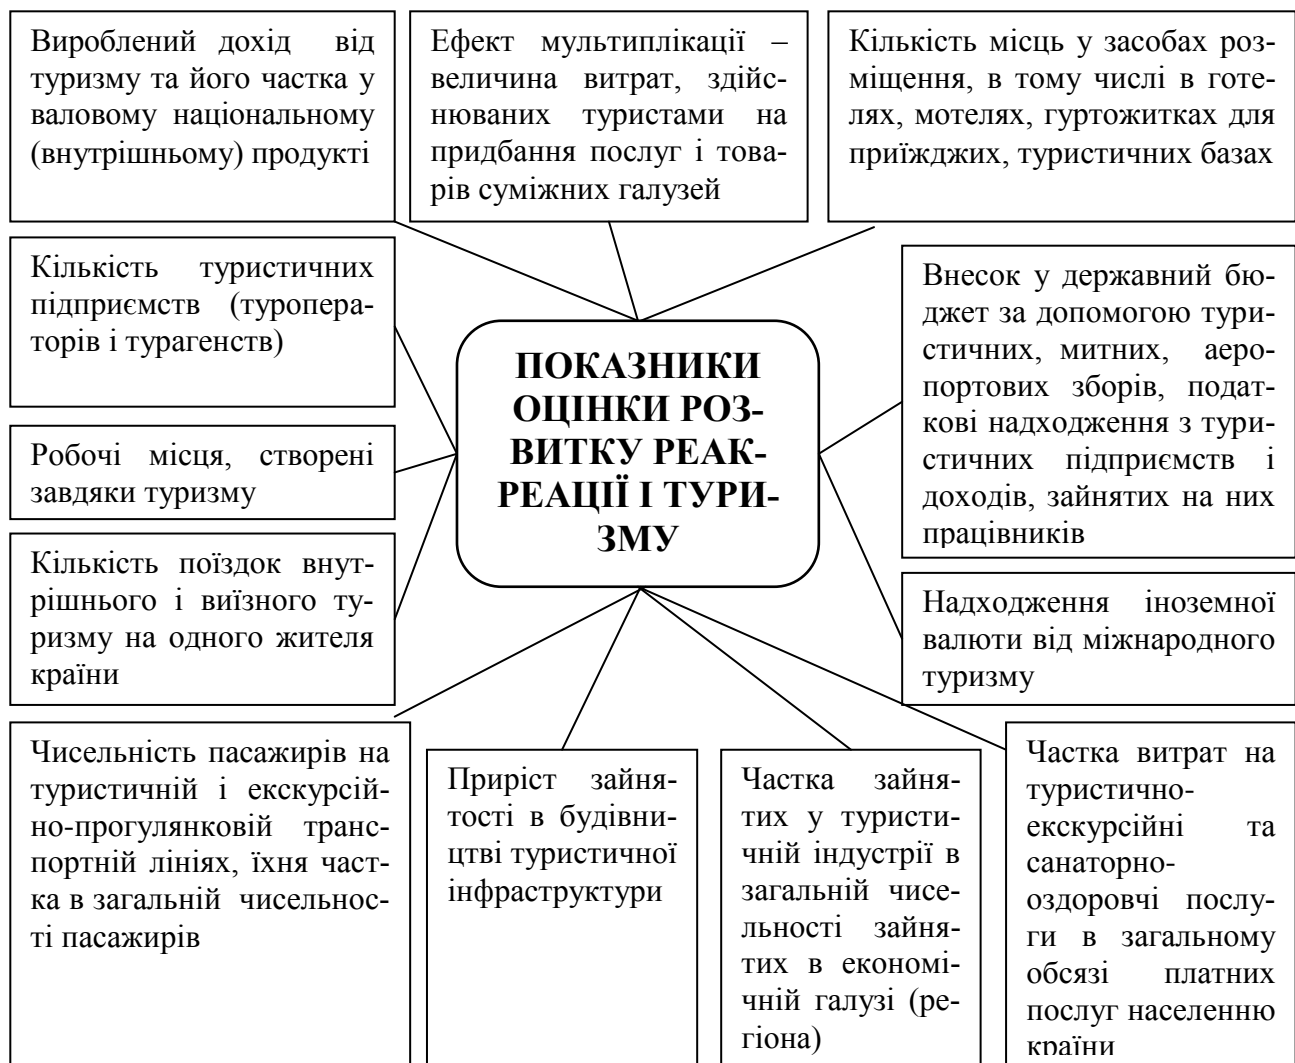 Вироблений дохід від
туризму та його частка у
валовому національному
(внутрішньому) продукті
Ефект мультиплікації –
величина витрат, здійс-
нюваних туристами на
придбання послуг і това-
рів суміжних галузей
Кількість місць у засобах роз-
міщення, в тому числі в готе-
лях, мотелях, гуртожитках для
приїжджих, туристичних базах
Кількість туристичних
підприємств (туропера-
торів і турагенств)
Робочі місця, створені
завдяки туризму
Кількість поїздок внут-
рішнього і виїзного ту-
ризму на одного жителя
країни
ПОКАЗНИКИ
ОЦІНКИ РОЗ-
ВИТКУ РЕАК-
РЕАЦІЇ І ТУРИ-
ЗМУ
Внесок у державний бю-
джет за допомогою тури-
стичних, митних, аеро-
портових зборів, подат-
кові надходження з тури-
стичних підприємств і
доходів, зайнятих на них
працівників
Надходження іноземної
валюти від міжнародного
туризму
Чисельність пасажирів на
туристичній і екскурсій-
но-прогулянковій транс-
портній лініях, їхня част-
ка в загальній чисельнос-
ті пасажирів
Приріст зайня-
тості в будівни-
цтві туристичної
інфраструктури
Частка зайня-
тих у туристи-
чній індустрії в
загальній чисе-
льності зайня-
тих в економі-
чній галузі (ре-
гіона)
Частка витрат на
туристично-
екскурсійні та
санаторно-
оздоровчі послу-
ги в загальному
обсязі платних
послуг населенню
країни